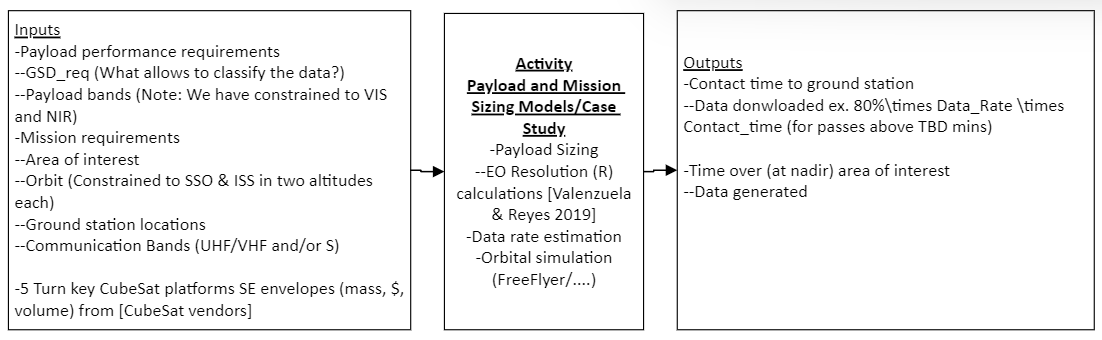 Inputs
-Payload performance requirements
--GSD_req (What allows to classify the data?)
--Payload bands (Note: We have constrained to VIS
and NIR)
-Mission requirements
--Area of interest
--Orbit (Constrained to SSO & ISS in two altitudes
each)
--Ground station locations
--Communication Bands (UHF/VHF and/or S)
-5 Turn key CubeSat platforms SE envelopes (mass, $,
volume) from [CubeSat vendors]
Activity
Payload and Mission
Sizing Models/Case
Study
-Payload Sizing
--EO Resolution (R)
calculations [Valenzuela
& Reyes 2019]
-Data rate estimation
-Orbital simulation
(FreeFlyer/....)
Outputs
-Contact time to ground station
--Data donwloaded ex. 80%\times Data_Rate \times
Contact_time (for passes above TBD mins)
-Time over (at nadir) area of interest
--Data generated